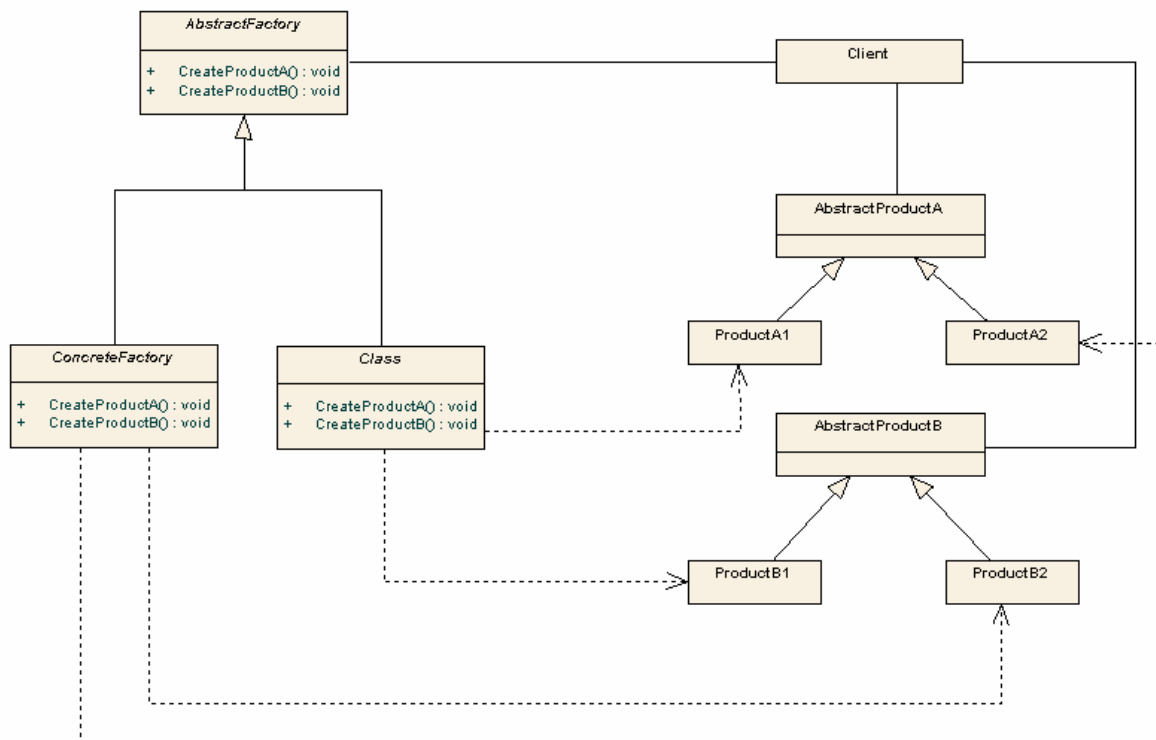 AbstractFactory
+ CreateProductA() : void
+ CreateProductB() : void
Client
AbstractProductA
ProductA1
ProductA2
ConcreteFactory
+ CreateProductA() : void
+ CreateProductB() : void
Class
+ CreateProductA() : void
+ CreateProductB() : void
AbstractProductB
ProductB1
ProductB2